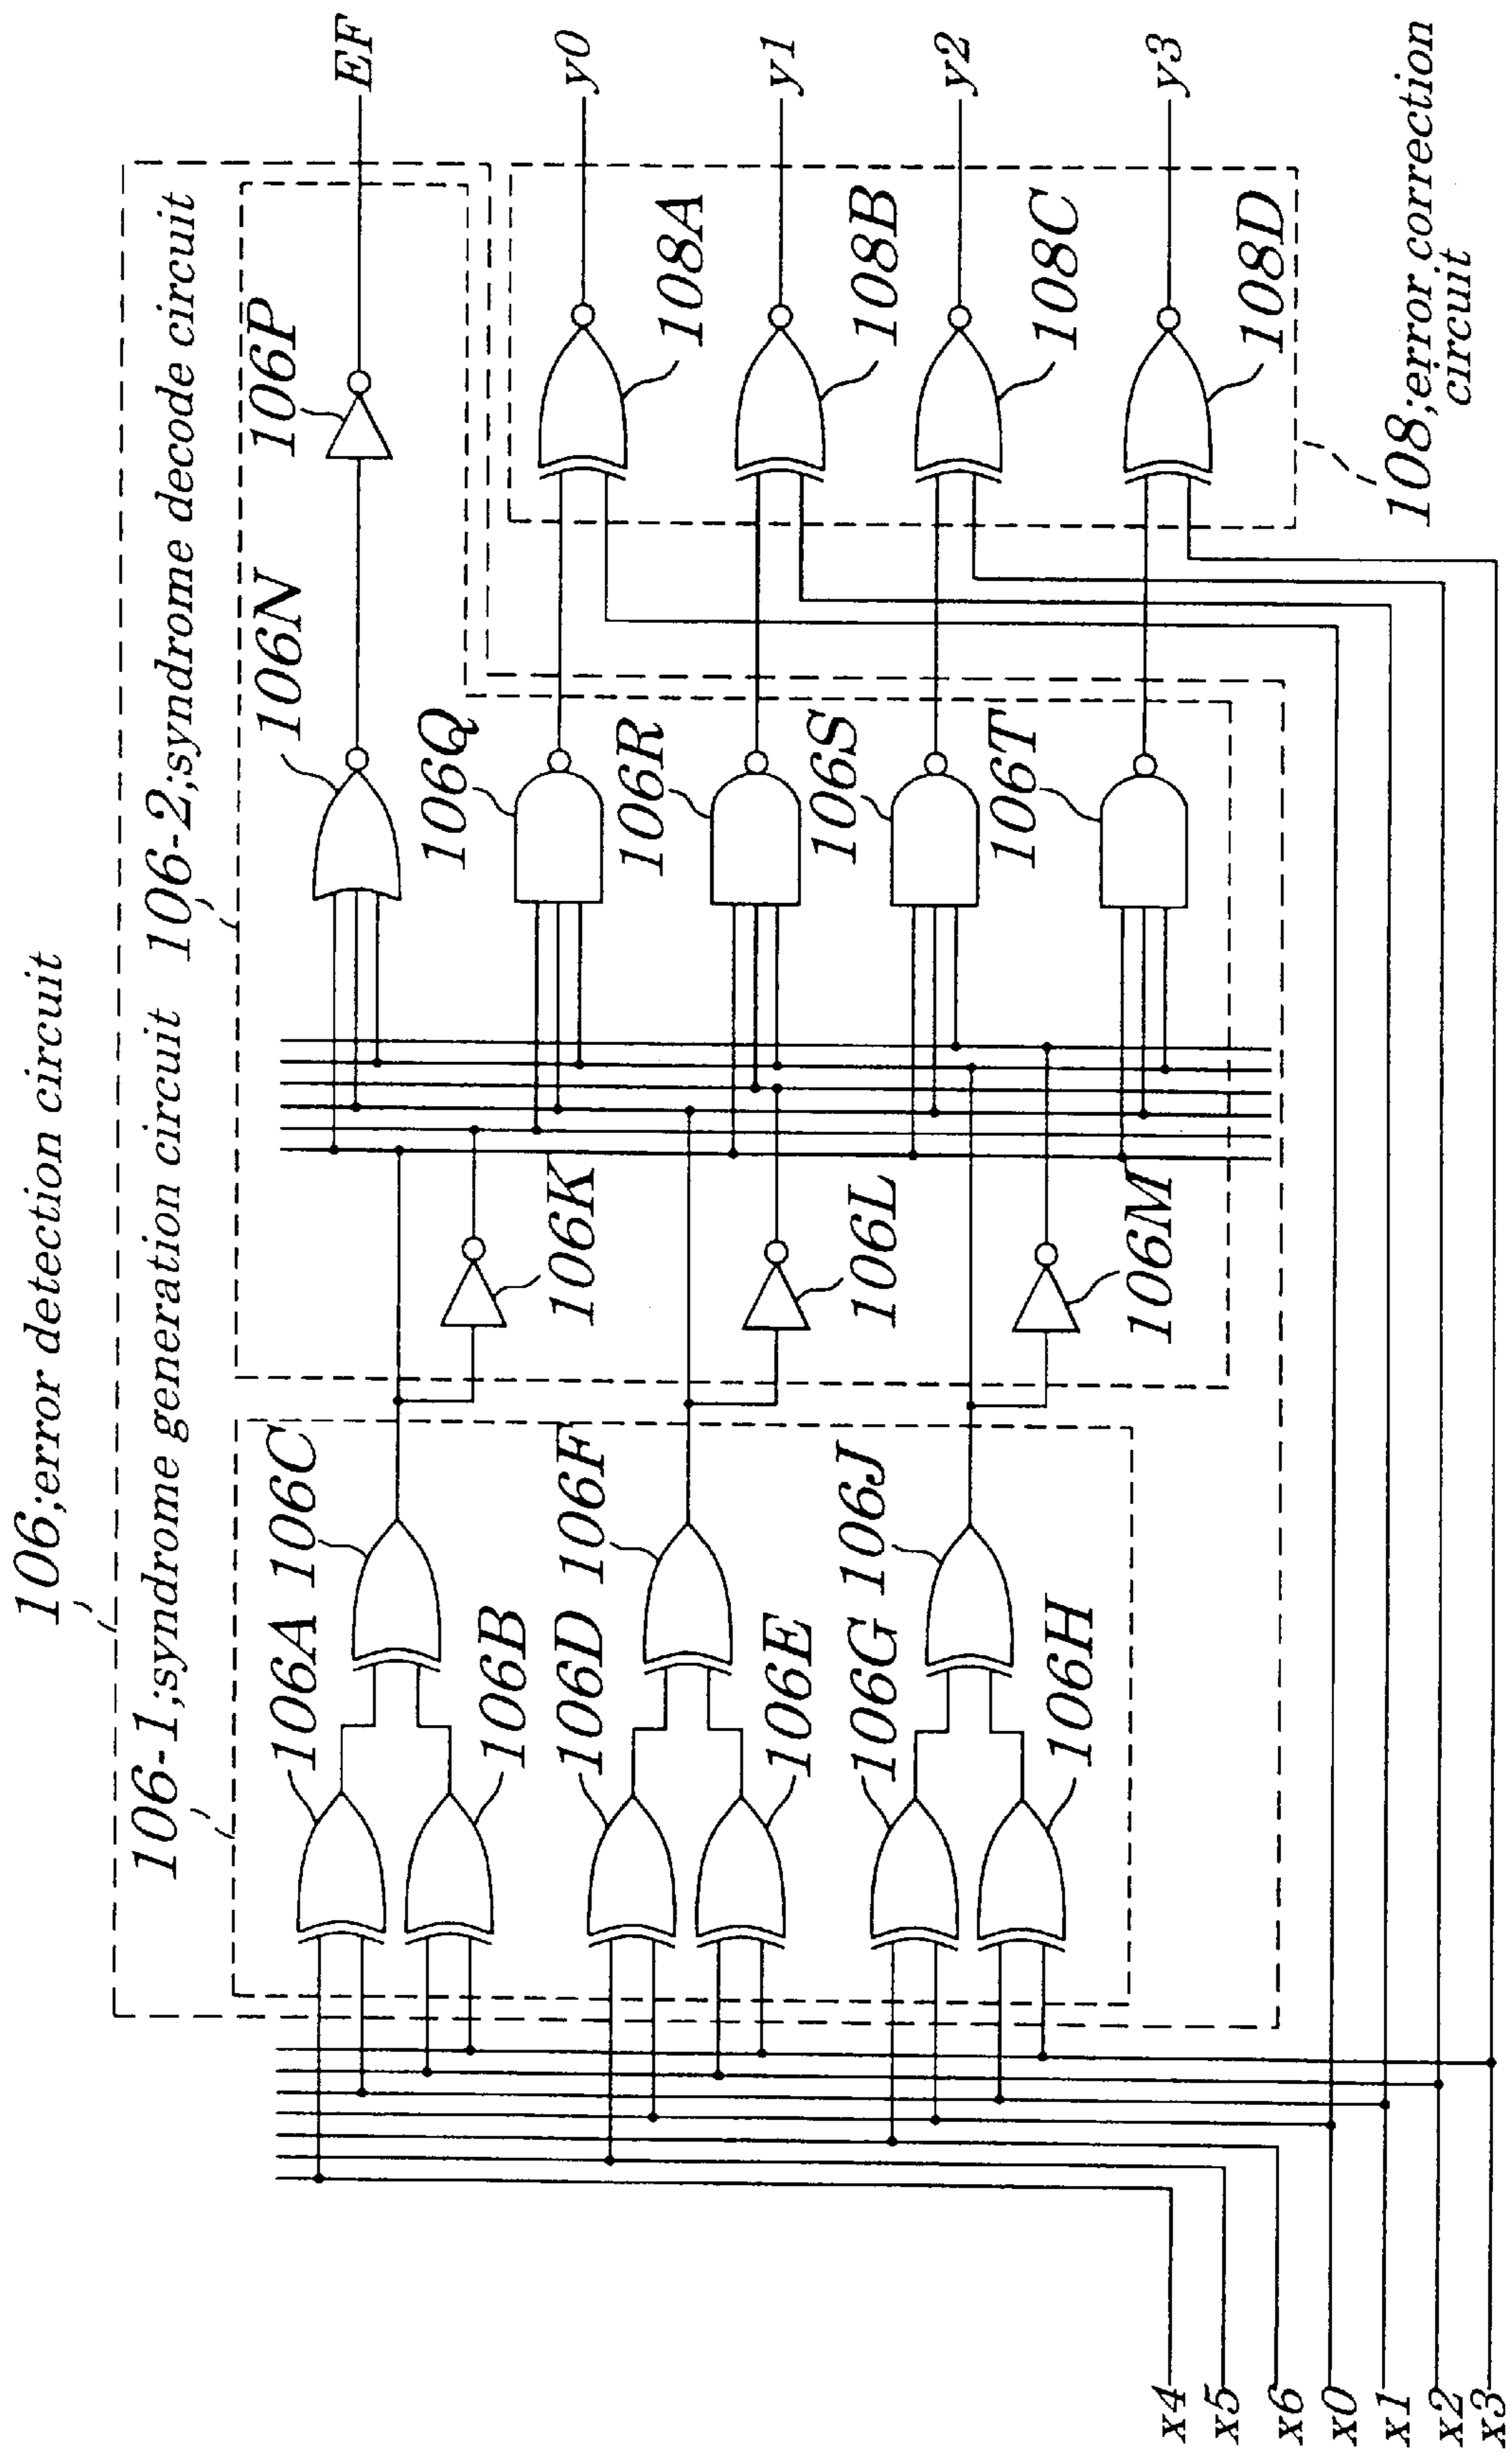 106;error detection circuit
106-1;syndrome generation circuit 106-2;syndrome decode circuit
106A 106C
106B
106D 106F
106E
106G 106J
106H
106K
106L
106M
106N
106P
106Q
106R
106S
106T
108A
108B
108C
108D
108;error correction
circuit
EF
y0
y1
y2
y3
x4
x5
x6
x0
x1
x2
x3